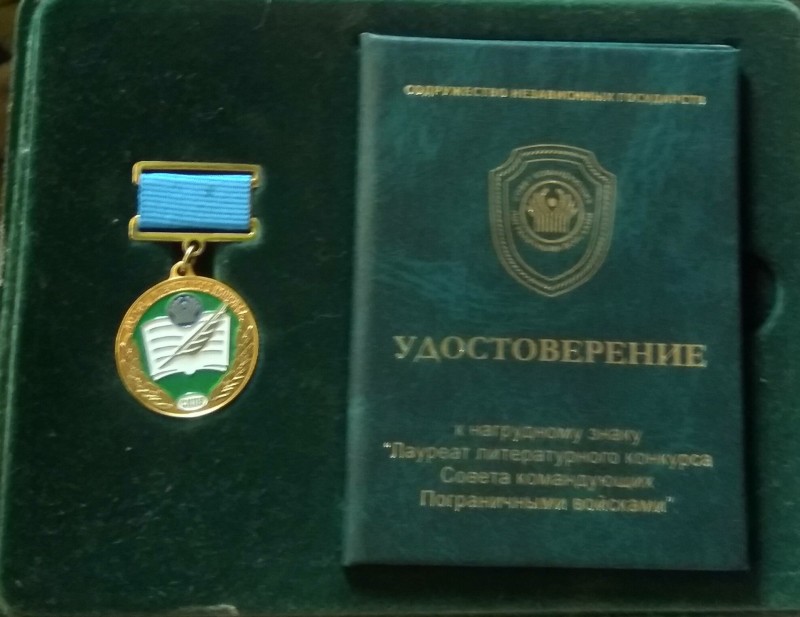 СОДРУЖЕСТВО НЕЗАВИСИМЫХ ГОСУДАРСТВ
УДОСТОВЕРЕНИЕ
к нагрудному знаку
"Лауреат литературного конкурса
Совета командующих
Пограничными войсками"